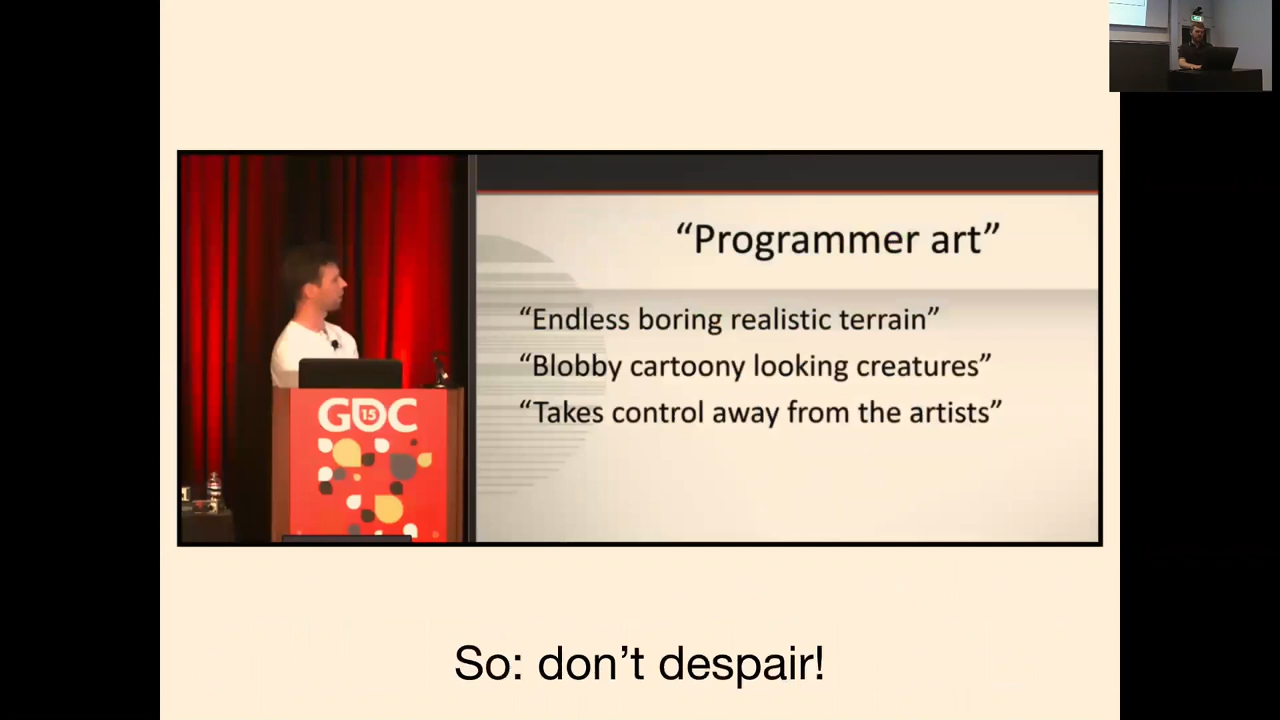 “Programmer art”
“Endless boring realistic terrain”
“Blobby cartoony looking creatures”
“Takes control away from the artists”
GDC
15
So: don’t despair!